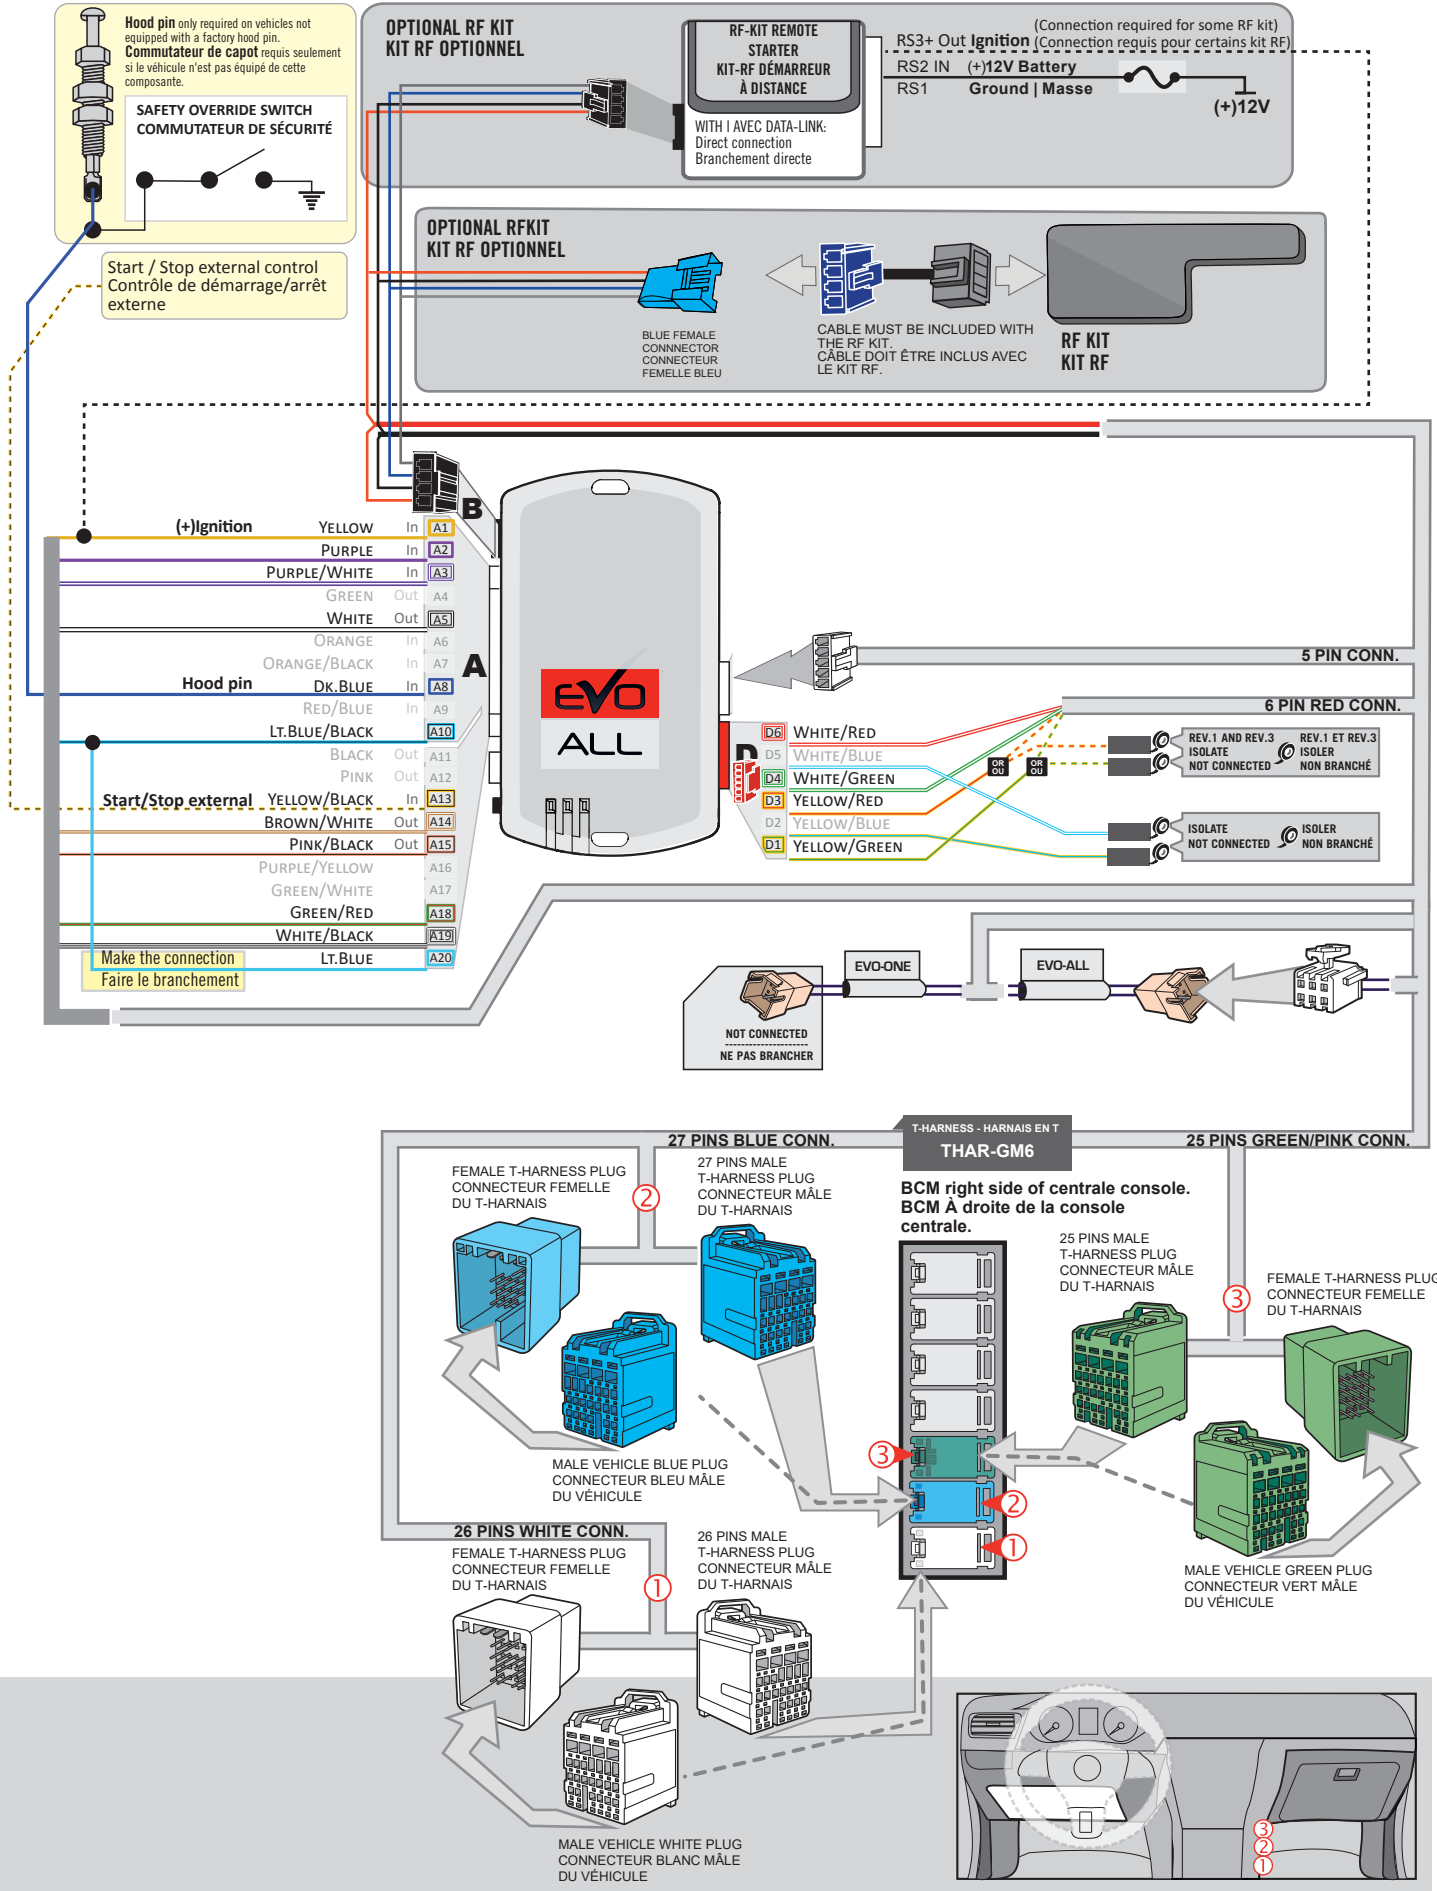 Hood pin only required on vehicles not
equipped with a factory hood pin.
Commutateur de capot requis seulement
si le véhicule n'est pas équipé de cette
composante.
SAFETY OVERRIDE SWITCH
COMMUTATEUR DE SÉCURITÉ
Start / Stop external control
Contrôle de démarrage/arrêt
externe
OPTIONAL RF KIT
KIT RF OPTIONNEL
RF-KIT REMOTE
STARTER
KIT-RF DÉMARREUR
À DISTANCE
WITH | AVEC DATA-LINK:
Direct connection
Branchement directe
(Connection required for some RF kit)
RS3+ Out Ignition (Connection requis pour certains kit RF)
RS2 IN (+)12V Battery
RS1 Ground | Masse
(+)12V
OPTIONAL RFKIT
KIT RF OPTIONNEL
BLUE FEMALE
CONNNECTOR
CONNECTEUR
FEMELLE BLEU
CABLE MUST BE INCLUDED WITH
THE RF KIT.
CÂBLE DOIT ÊTRE INCLUS AVEC
LE KIT RF.
RF KIT
KIT RF
B
A
D
EVO
ALL
(+)Ignition YELLOW In A1
PURPLE In A2
PURPLE/WHITE In A3
GREEN Out A4
WHITE Out A5
ORANGE In A6
ORANGE/BLACK In A7
Hood pin DK.BLUE In A8
RED/BLUE In A9
LT.BLUE/BLACK A10
BLACK Out A11
PINK Out A12
Start/Stop external YELLOW/BLACK In A13
BROWN/WHITE Out A14
PINK/BLACK Out A15
PURPLE/YELLOW A16
GREEN/WHITE A17
GREEN/RED A18
WHITE/BLACK A19
LT.BLUE A20
Make the connection
Faire le branchement
D6 WHITE/RED
D5 WHITE/BLUE
D4 WHITE/GREEN
D3 YELLOW/RED
D2 YELLOW/BLUE
D1 YELLOW/GREEN
5 PIN CONN.
6 PIN RED CONN.
OR
OU
OR
OU
REV.1 AND REV.3
ISOLATE
NOT CONNECTED
REV.1 ET REV.3
ISOLER
NON BRANCHÉ
ISOLATE
NOT CONNECTED
ISOLER
NON BRANCHÉ
EVO-ONE
EVO-ALL
NOT CONNECTED
NE PAS BRANCHER
T-HARNESS - HARNAIS EN T
THAR-GM6
27 PINS BLUE CONN.
25 PINS GREEN/PINK CONN.
BCM right side of centrale console.
BCM À droite de la console
centrale.
FEMALE T-HARNESS PLUG
CONNECTEUR FEMELLE
DU T-HARNAIS
2
27 PINS MALE
T-HARNESS PLUG
CONNECTEUR MÂLE
DU T-HARNAIS
25 PINS MALE
T-HARNESS PLUG
CONNECTEUR MÂLE
DU T-HARNAIS
3
FEMALE T-HARNESS PLUG
CONNECTEUR FEMELLE
DU T-HARNAIS
MALE VEHICLE BLUE PLUG
CONNECTEUR BLEU MÂLE
DU VÉHICULE
3
2
1
26 PINS WHITE CONN.
FEMALE T-HARNESS PLUG
CONNECTEUR FEMELLE
DU T-HARNAIS
1
26 PINS MALE
T-HARNESS PLUG
CONNECTEUR MÂLE
DU T-HARNAIS
MALE VEHICLE GREEN PLUG
CONNECTEUR VERT MÂLE
DU VÉHICULE
MALE VEHICLE WHITE PLUG
CONNECTEUR BLANC MÂLE
DU VÉHICULE
3
2
1